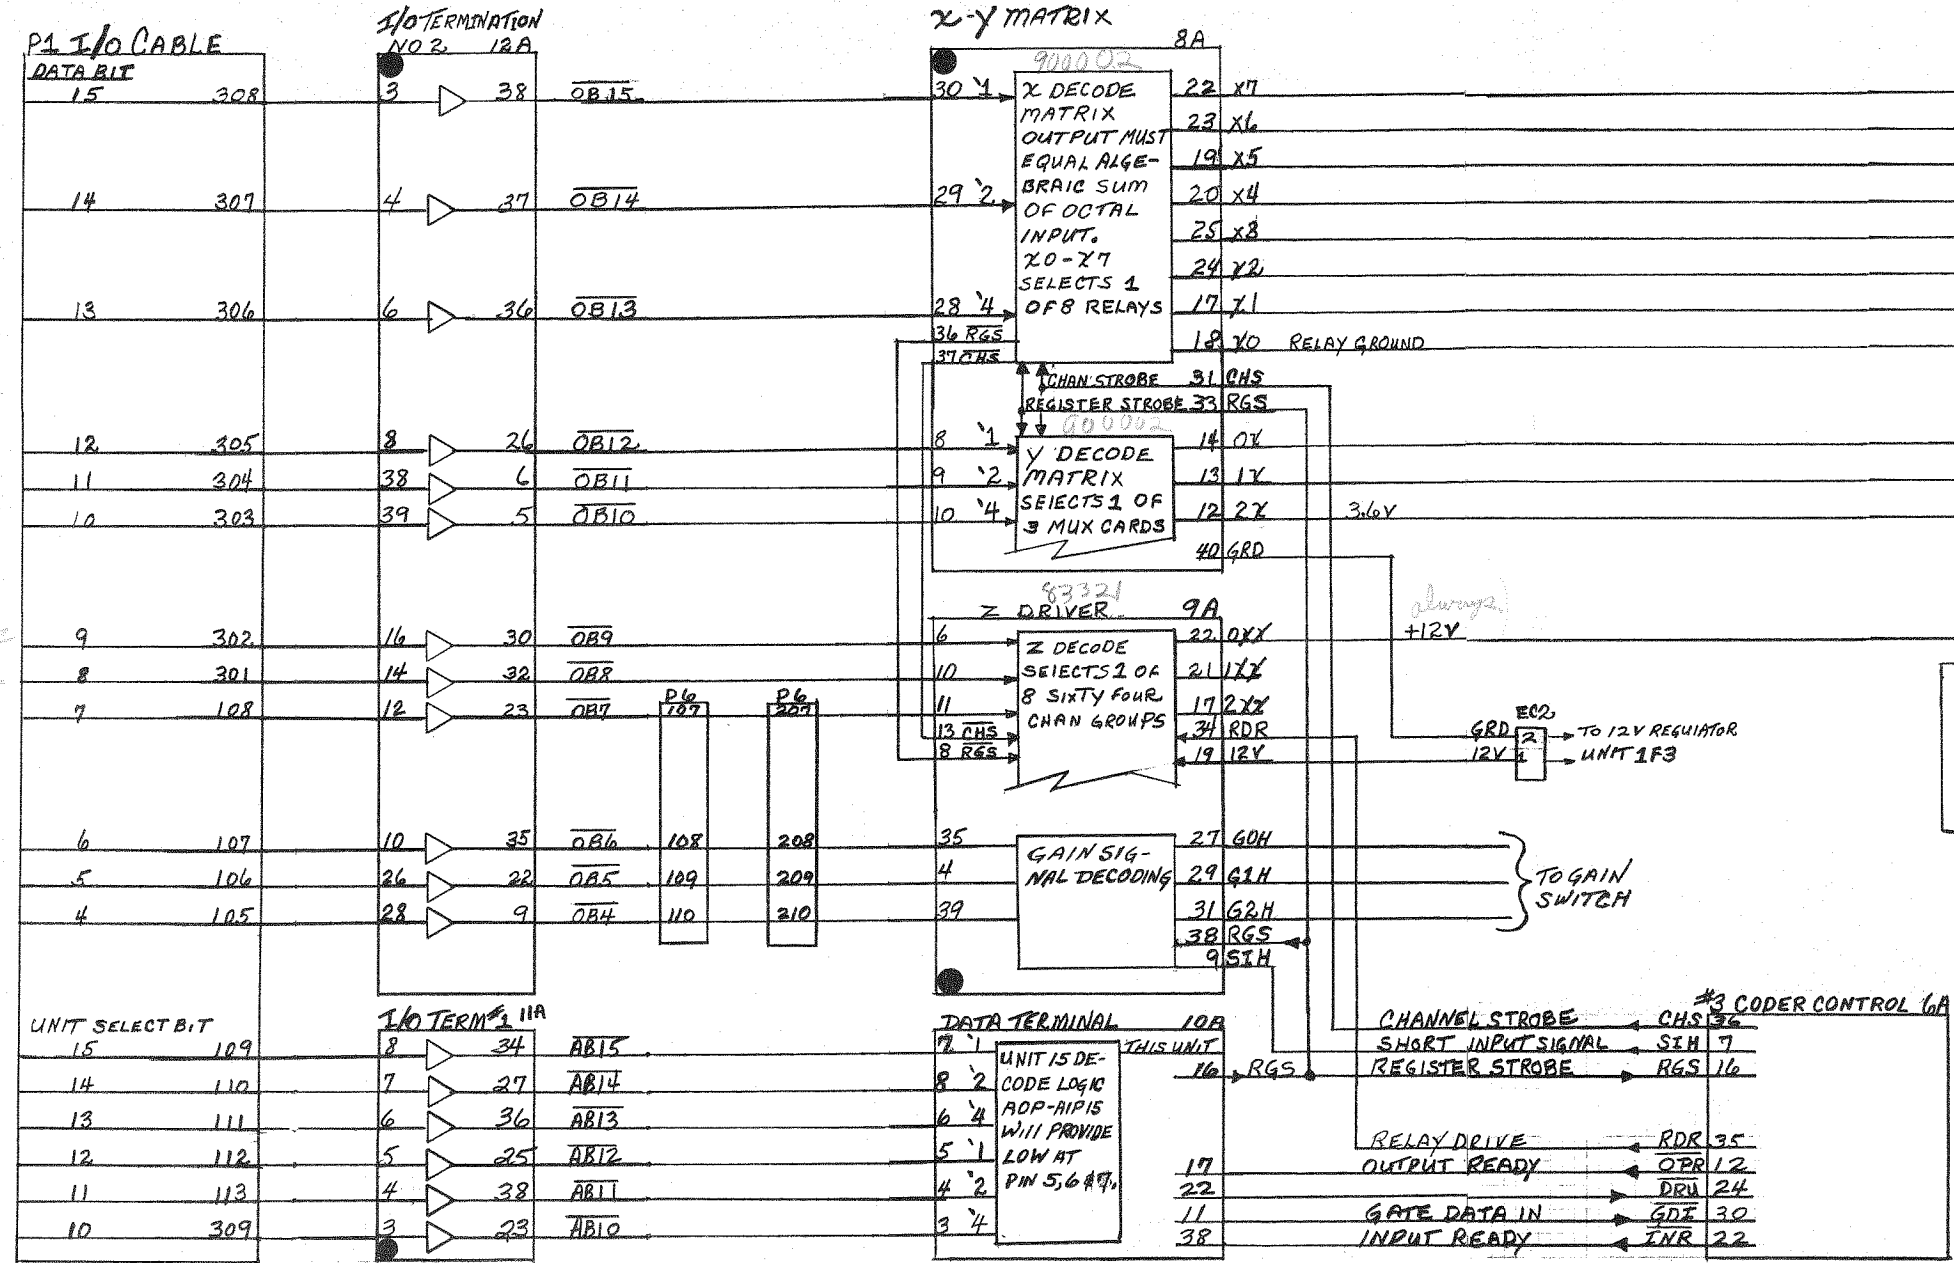 P1 I/O CABLE
DATA BIT
15 308
14 307
13 306
12 305
11 304
10 303
9 302
8 301
7 108
6 107
5 106
4 105
UNIT SELECT BIT
15 109
14 110
13 111
12 112
11 113
10 309
I/O TERMINATION
NO 2 12A
3 38 OB15
4 37 OB14
6 36 OB13
8 26 OB12
38 6 OB11
39 5 OB10
16 30 OB9
14 32 OB8
12 23 OB7
10 35 OB6
26 22 OB5
28 9 OB4
P6
107
108
109
110
P6
207
208
209
210
I/O TERM #1 11A
8 34 AB15
7 27 AB14
6 36 AB13
5 25 AB12
4 38 AB11
3 23 AB10
X-Y MATRIX
8A
900002
30 '1
29 '2
28 '4
36 RGS
37 CHS
X DECODE
MATRIX
OUTPUT MUST
EQUAL ALGE-
BRAIC SUM
OF OCTAL
INPUT.
X0-X7
SELECTS 1
OF 8 RELAYS
22 X7
23 X6
19 X5
20 X4
25 X3
24 X2
17 X1
18 X0 RELAY GROUND
CHAN STROBE 31 CHS
REGISTER STROBE 33 RGS
900002
8 '1
9 '2
10 '4
Y DECODE
MATRIX
SElECTS 1 OF
3 MUX CARDS
14 0X
13 1X
12 2X 3.6V
40 GRD
83321
Z DRIVER 9A
6
10
11
13 CHS
8 RGS
Z DECODE
SElECTS 1 OF
8 SIXTY FOUR
CHAN GROUPS
22 0XX
always
+12V
21 1XX
17 2XX
34 RDR
19 12V
EC2
GRD 2 TO 12V REGUlATOR
12V 1 UNIT 1F3
35
4
39
GAIN SIG-
NAL DECODING
27 G0H
29 G1H
31 G2H
38 RGS
9 SIH
TO GAIN
SWITCH
DATA TERMINAL 10A
THIS UNIT
7 '1
8 '2
6 '4
5 '1
4 '2
3 '4
UNIT 15 DE-
CODE LOGIC
AOP-AIP15
WIll PROVIDE
LOW AT
PIN 5,6 & 7.
16 RGS
17
22
11
38
#3 CODER CONTROL 6A
CHANNEL STROBE CHS 36
SHORT INPUT SIGNAL SIH 7
REGISTER STROBE RGS 16
RELAY DRIVE RDR 35
OUTPUT READY OPR 12
DRU 24
GATE DATA IN GDI 30
INPUT READY INR 22